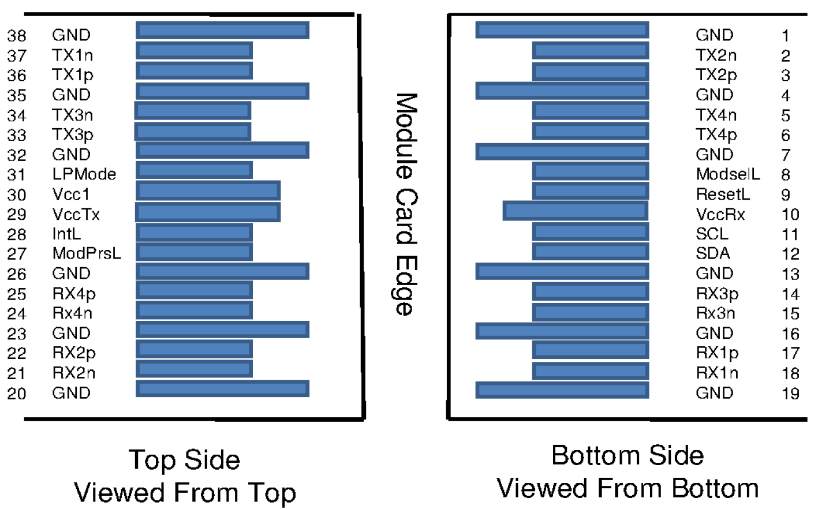 38 GND
37 TX1n
36 TX1p
35 GND
34 TX3n
33 TX3p
32 GND
31 LPMode
30 Vcc1
29 VccTx
28 IntL
27 ModPrsL
26 GND
25 RX4p
24 Rx4n
23 GND
22 RX2p
21 RX2n
20 GND
Module Card Edge
GND 1
TX2n 2
TX2p 3
GND 4
TX4n 5
TX4p 6
GND 7
ModselL 8
ResetL 9
VccRx 10
SCL 11
SDA 12
GND 13
RX3p 14
Rx3n 15
GND 16
RX1p 17
RX1n 18
GND 19
Top Side
Viewed From Top
Bottom Side
Viewed From Bottom